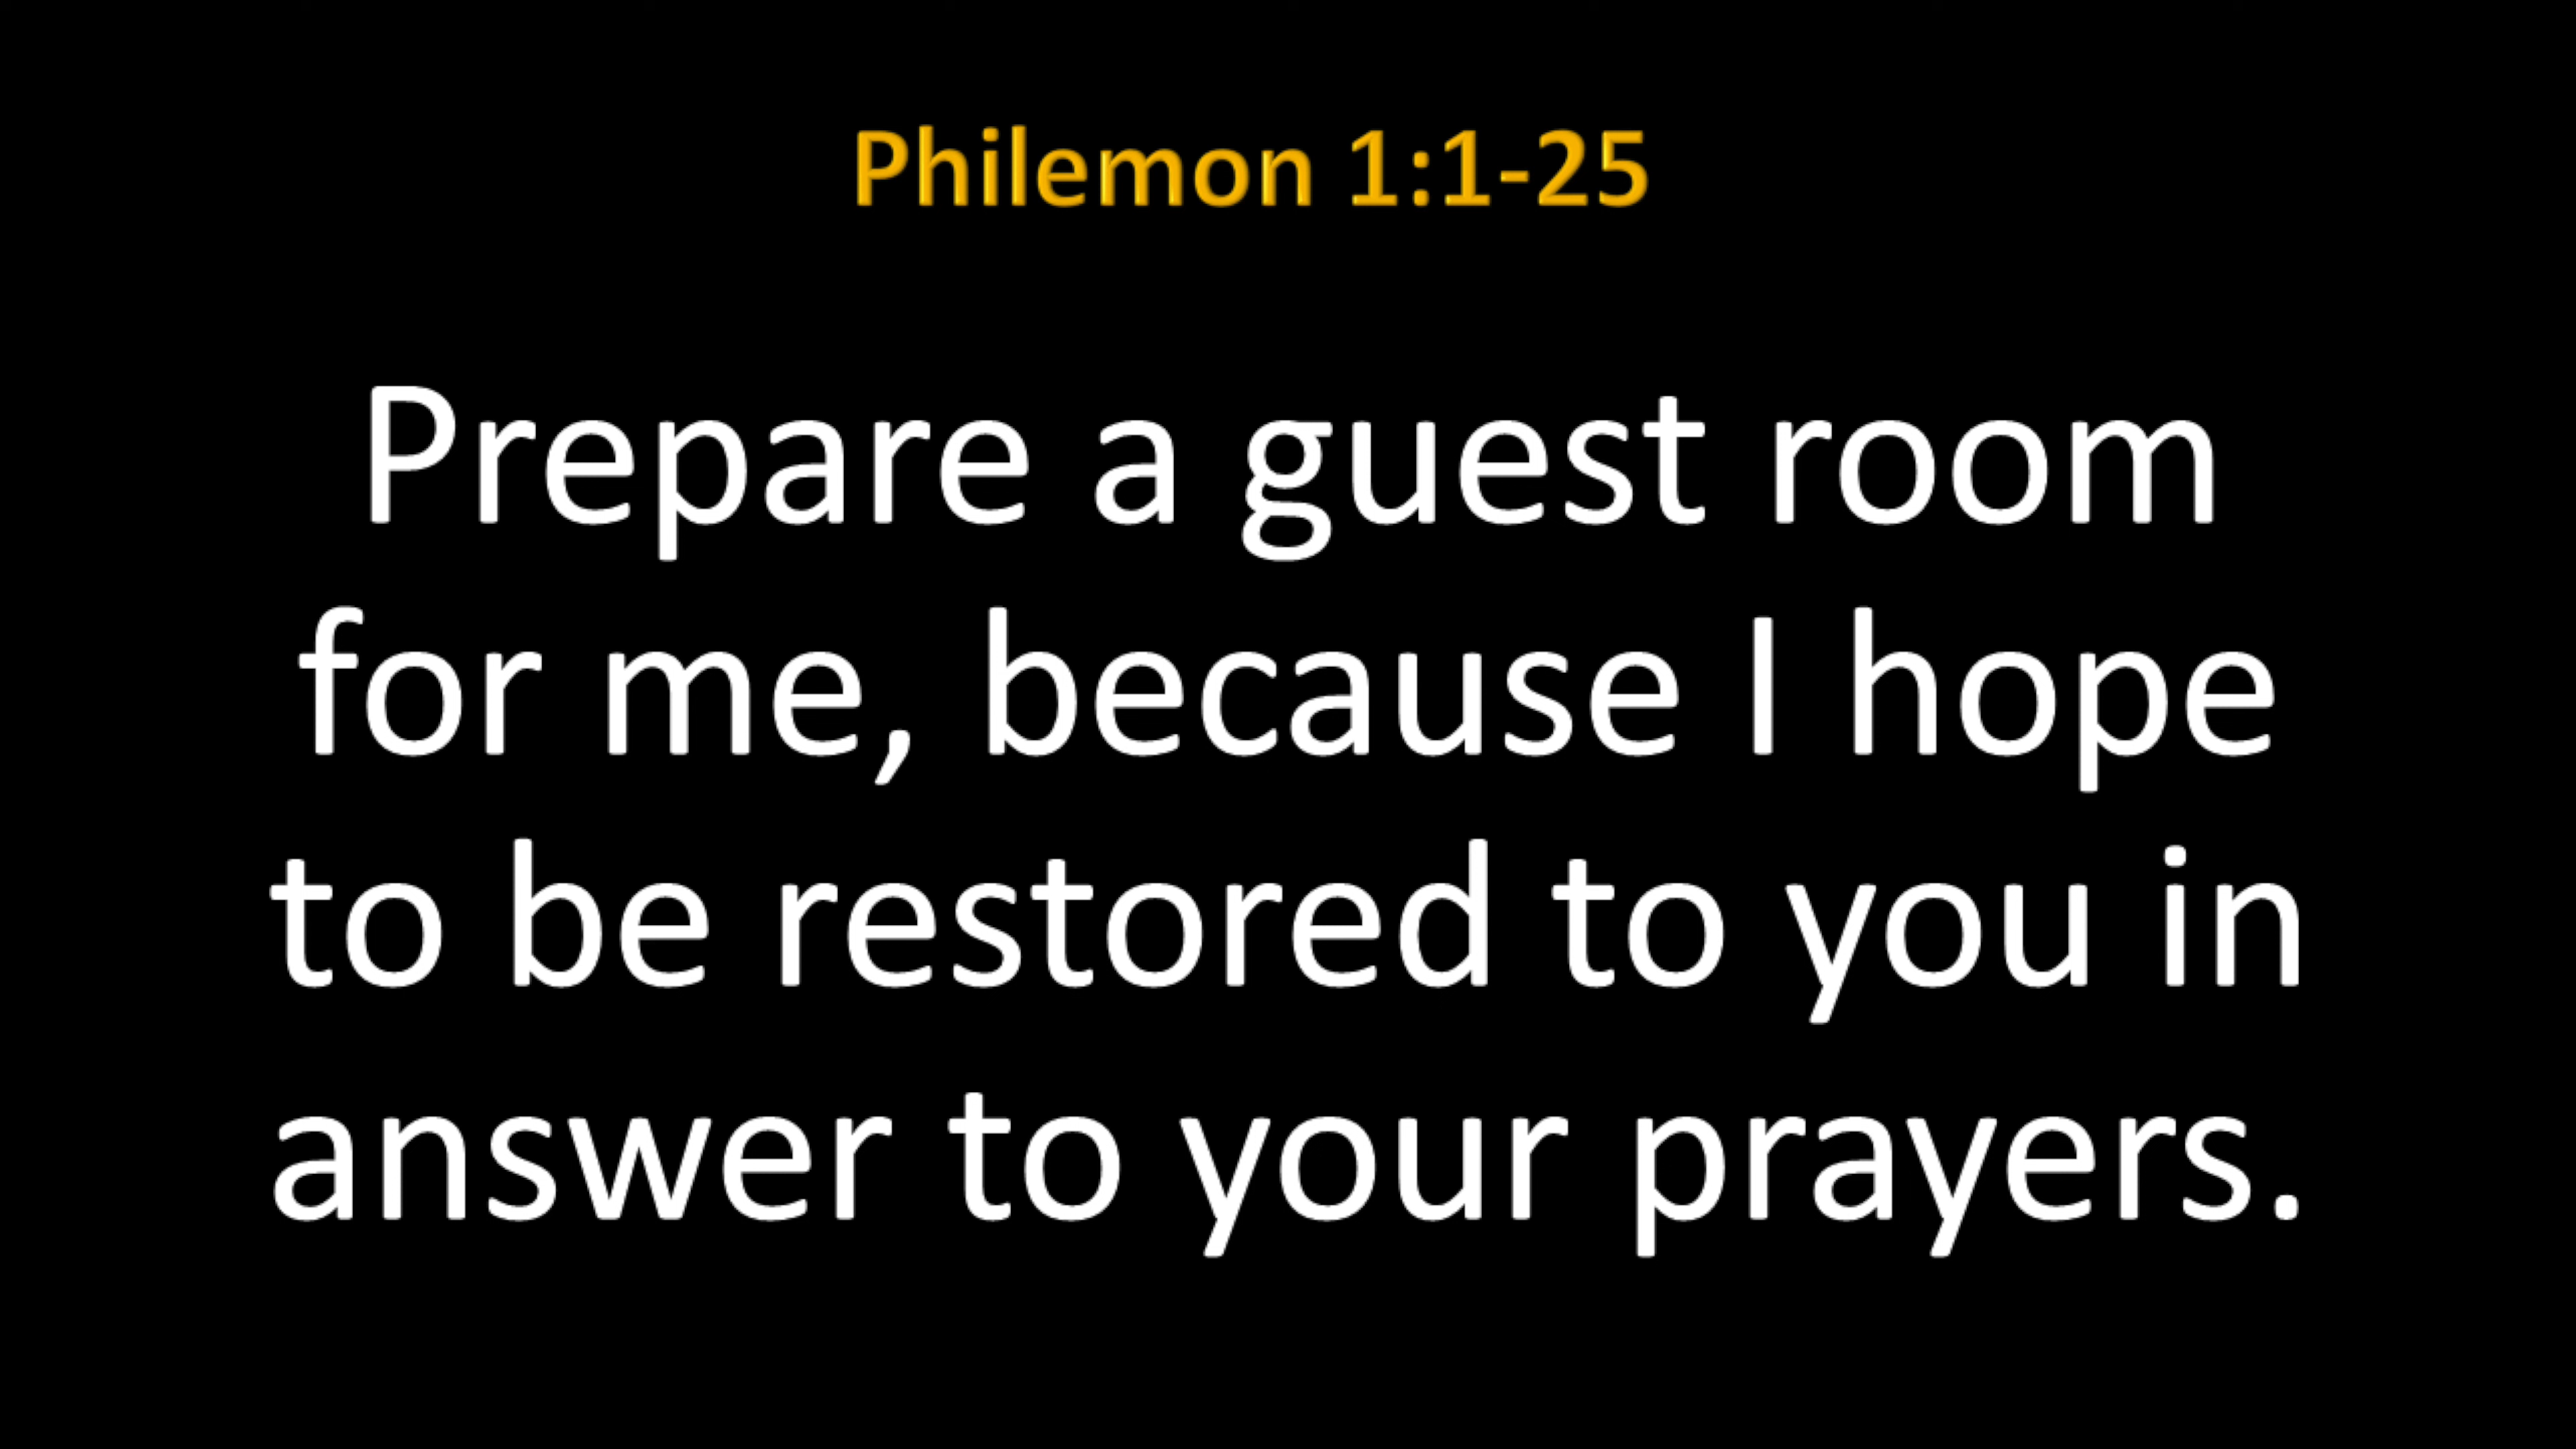 Philemon 1:1-25
Prepare a guest room
for me, because I hope
to be restored to you in
answer to your prayers.